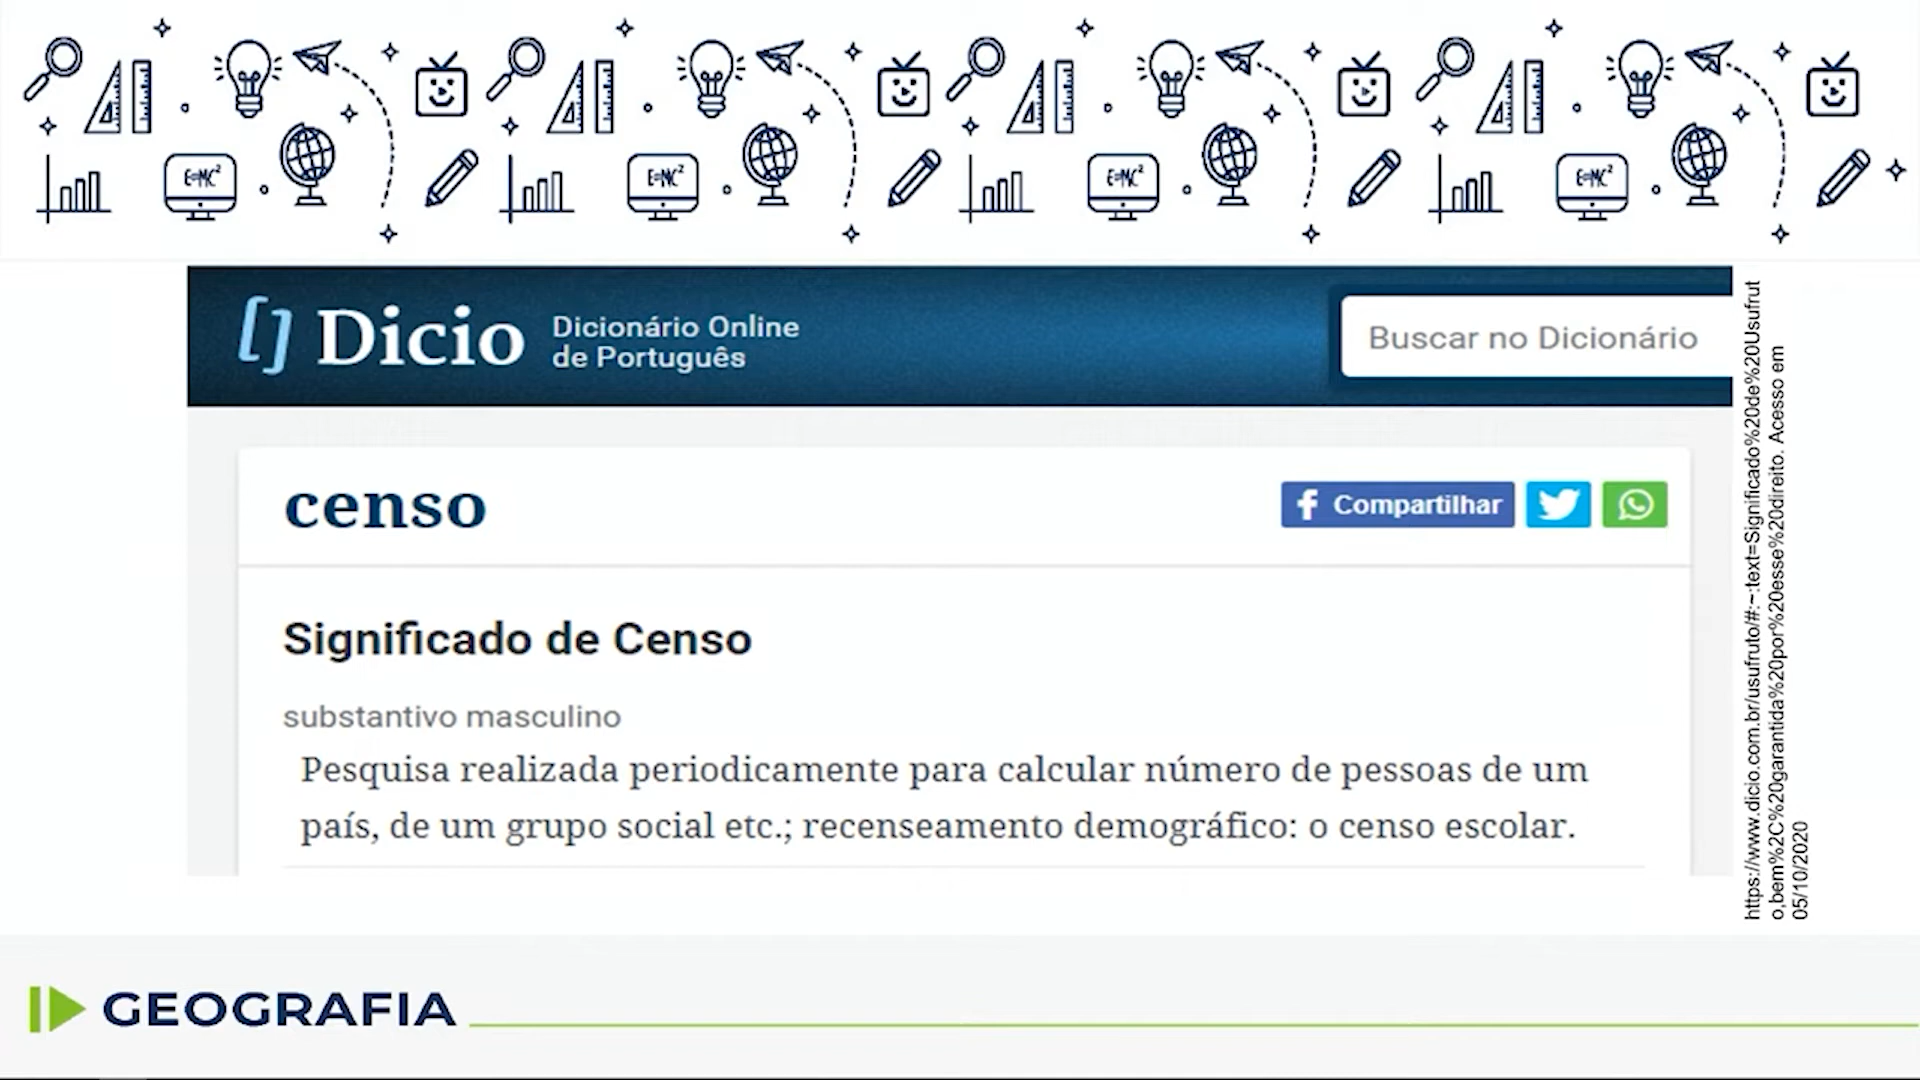 E=MC²
E=MC²
E=MC²
E=MC²
Dicio
Dicionário Online
de Português
Buscar no Dicionário
censo
Compartilhar
Significado de Censo
substantivo masculino
Pesquisa realizada periodicamente para calcular número de pessoas de um
país, de um grupo social etc.; recenseamento demográfico: o censo escolar.
https://www.dicio.com.br/usufruto/#:~:text=Significado%20de%20Usufrut
o,bem%2C%20garantida%20por%20esse%20direito. Acesso em
05/10/2020
GEOGRAFIA